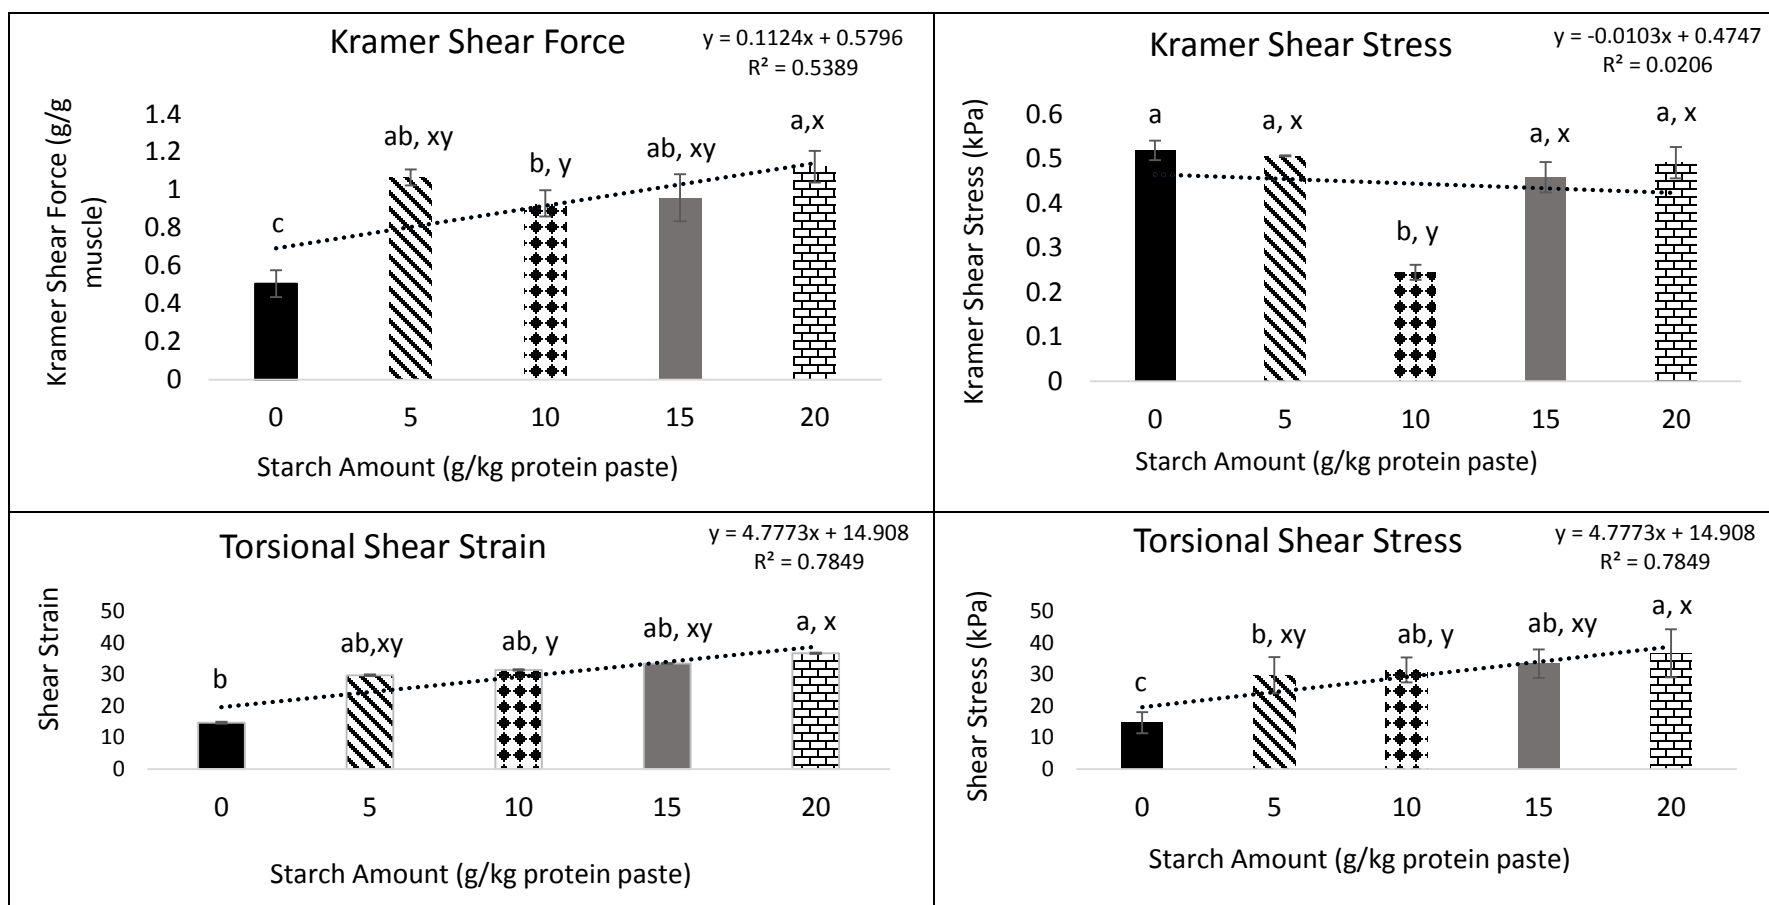 Kramer Shear Force
y = 0.1124x + 0.5796
R² = 0.5389
Kramer Shear Force (g/g
muscle)
1.4
1.2
1
0.8
0.6
0.4
0.2
0
c
ab, xy
b, y
ab, xy
a,x
0 5 10 15 20
Starch Amount (g/kg protein paste)
Kramer Shear Stress
y = -0.0103x + 0.4747
R² = 0.0206
Kramer Shear Stress (kPa)
0.6
0.5
0.4
0.3
0.2
0.1
0
a
a, x
b, y
a, x
a, x
0 5 10 15 20
Starch Amount (g/kg protein paste)
Torsional Shear Strain
y = 4.7773x + 14.908
R² = 0.7849
Shear Strain
50
40
30
20
10
0
b
ab,xy
ab, y
ab, xy
a, x
0 5 10 15 20
Starch Amount (g/kg protein paste)
Torsional Shear Stress
y = 4.7773x + 14.908
R² = 0.7849
Shear Stress (kPa)
50
40
30
20
10
0
c
b, xy
ab, y
ab, xy
a, x
0 5 10 15 20
Starch Amount (g/kg protein paste)